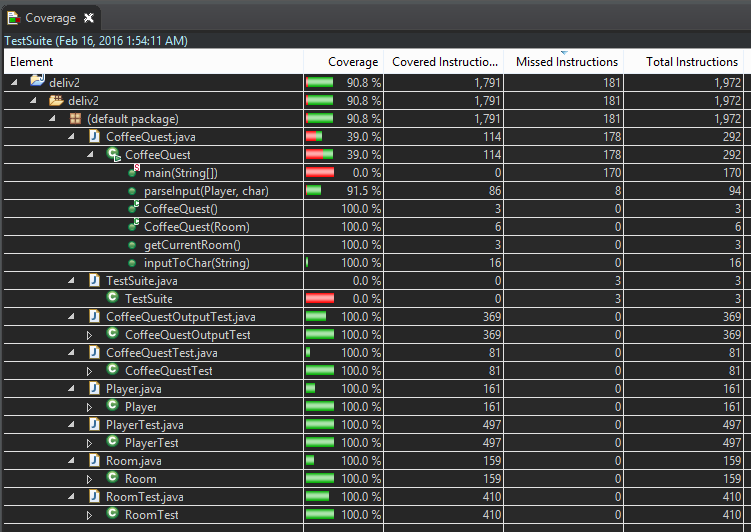 Coverage
TestSuite (Feb 16, 2016 1:54:11 AM)
Element Coverage Covered Instructio... Missed Instructions Total Instructions
deliv2 90.8 % 1,791 181 1,972
deliv2 90.8 % 1,791 181 1,972
(default package) 90.8 % 1,791 181 1,972
CoffeeQuest.java 39.0 % 114 178 292
CoffeeQuest 39.0 % 114 178 292
main(String[]) 0.0 % 0 170 170
parseInput(Player, char) 91.5 % 86 8 94
CoffeeQuest() 100.0 % 3 0 3
CoffeeQuest(Room) 100.0 % 6 0 6
getCurrentRoom() 100.0 % 3 0 3
inputToChar(String) 100.0 % 16 0 16
TestSuite.java 0.0 % 0 3 3
TestSuite 0.0 % 0 3 3
CoffeeQuestOutputTest.java 100.0 % 369 0 369
CoffeeQuestOutputTest 100.0 % 369 0 369
CoffeeQuestTest.java 100.0 % 81 0 81
CoffeeQuestTest 100.0 % 81 0 81
Player.java 100.0 % 161 0 161
Player 100.0 % 161 0 161
PlayerTest.java 100.0 % 497 0 497
PlayerTest 100.0 % 497 0 497
Room.java 100.0 % 159 0 159
Room 100.0 % 159 0 159
RoomTest.java 100.0 % 410 0 410
RoomTest 100.0 % 410 0 410